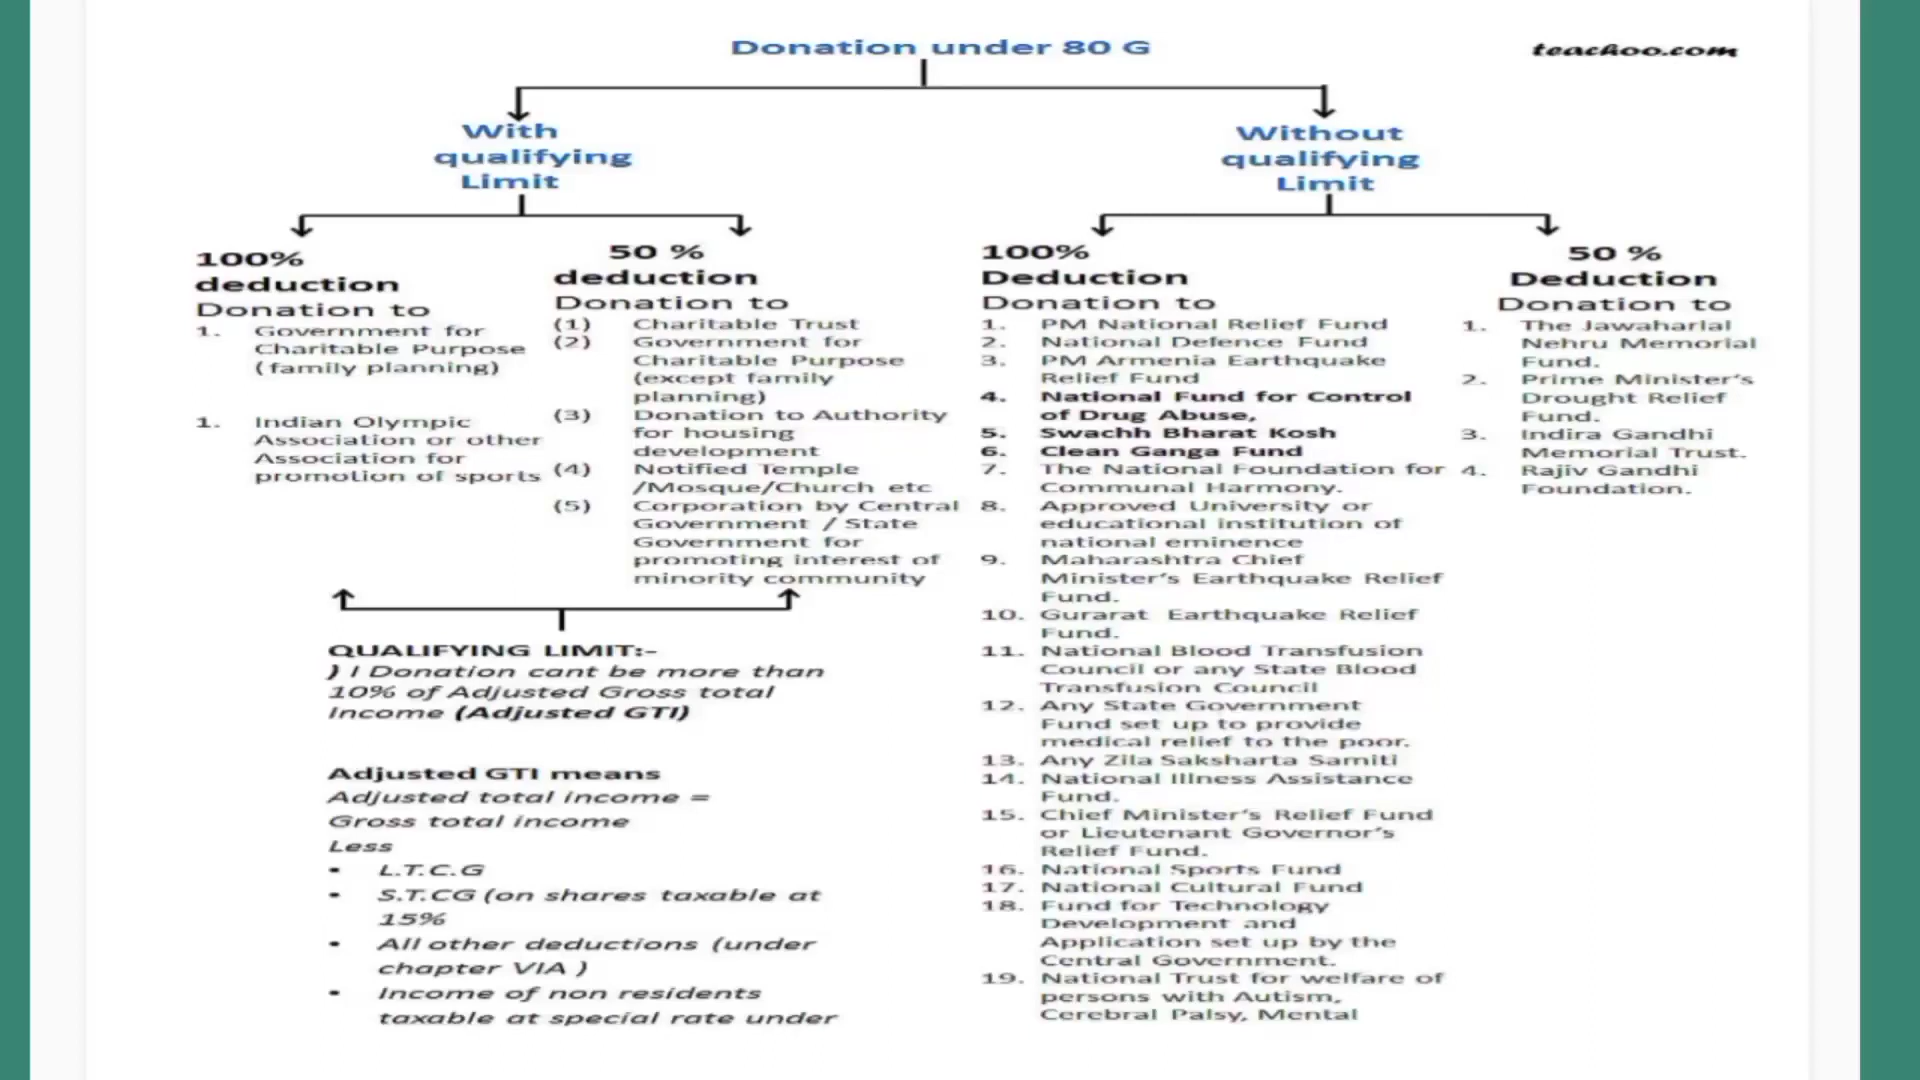 Donation under 80 G
teachoo.com
With
qualifying
Limit
Without
qualifying
Limit
100%
deduction
Donation to
1. Government for
Charitable Purpose
(family planning)
1. Indian Olympic
Association or other
Association for
promotion of sports
50 %
deduction
Donation to
(1) Charitable Trust
(2) Government for
Charitable Purpose
(except family
planning)
(3) Donation to Authority
for housing
development
(4) Notified Temple
/Mosque/Church etc
(5) Corporation by Central
Government / State
Government for
promoting interest of
minority community
QUALIFYING LIMIT:-
) I Donation cant be more than
10% of Adjusted Gross total
Income (Adjusted GTI)
Adjusted GTI means
Adjusted total income =
Gross total income
Less
• L.T.C.G
• S.T.CG (on shares taxable at
15%
• All other deductions (under
chapter VIA )
• Income of non residents
taxable at special rate under
100%
Deduction
Donation to
1. PM National Relief Fund
2. National Defence Fund
3. PM Armenia Earthquake
Relief Fund
4. National Fund for Control
of Drug Abuse,
5. Swachh Bharat Kosh
6. Clean Ganga Fund
7. The National Foundation for
Communal Harmony.
8. Approved University or
educational institution of
national eminence
9. Maharashtra Chief
Minister's Earthquake Relief
Fund.
10. Gurarat Earthquake Relief
Fund.
11. National Blood Transfusion
Council or any State Blood
Transfusion Council
12. Any State Government
Fund set up to provide
medical relief to the poor.
13. Any Zila Saksharta Samiti
14. National Illness Assistance
Fund.
15. Chief Minister's Relief Fund
or Lieutenant Governor's
Relief Fund.
16. National Sports Fund
17. National Cultural Fund
18. Fund for Technology
Development and
Application set up by the
Central Government.
19. National Trust for welfare of
persons with Autism,
Cerebral Palsy, Mental
50 %
Deduction
Donation to
1. The Jawaharlal
Nehru Memorial
Fund.
2. Prime Minister's
Drought Relief
Fund.
3. Indira Gandhi
Memorial Trust.
4. Rajiv Gandhi
Foundation.